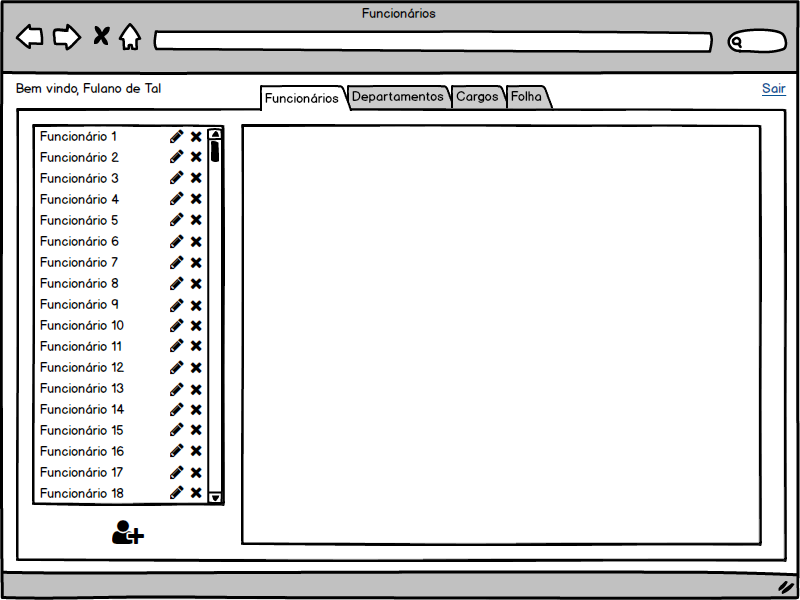 Funcionários
Bem vindo, Fulano de Tal
Funcionários Departamentos Cargos Folha
Sair
Funcionário 1
Funcionário 2
Funcionário 3
Funcionário 4
Funcionário 5
Funcionário 6
Funcionário 7
Funcionário 8
Funcionário 9
Funcionário 10
Funcionário 11
Funcionário 12
Funcionário 13
Funcionário 14
Funcionário 15
Funcionário 16
Funcionário 17
Funcionário 18